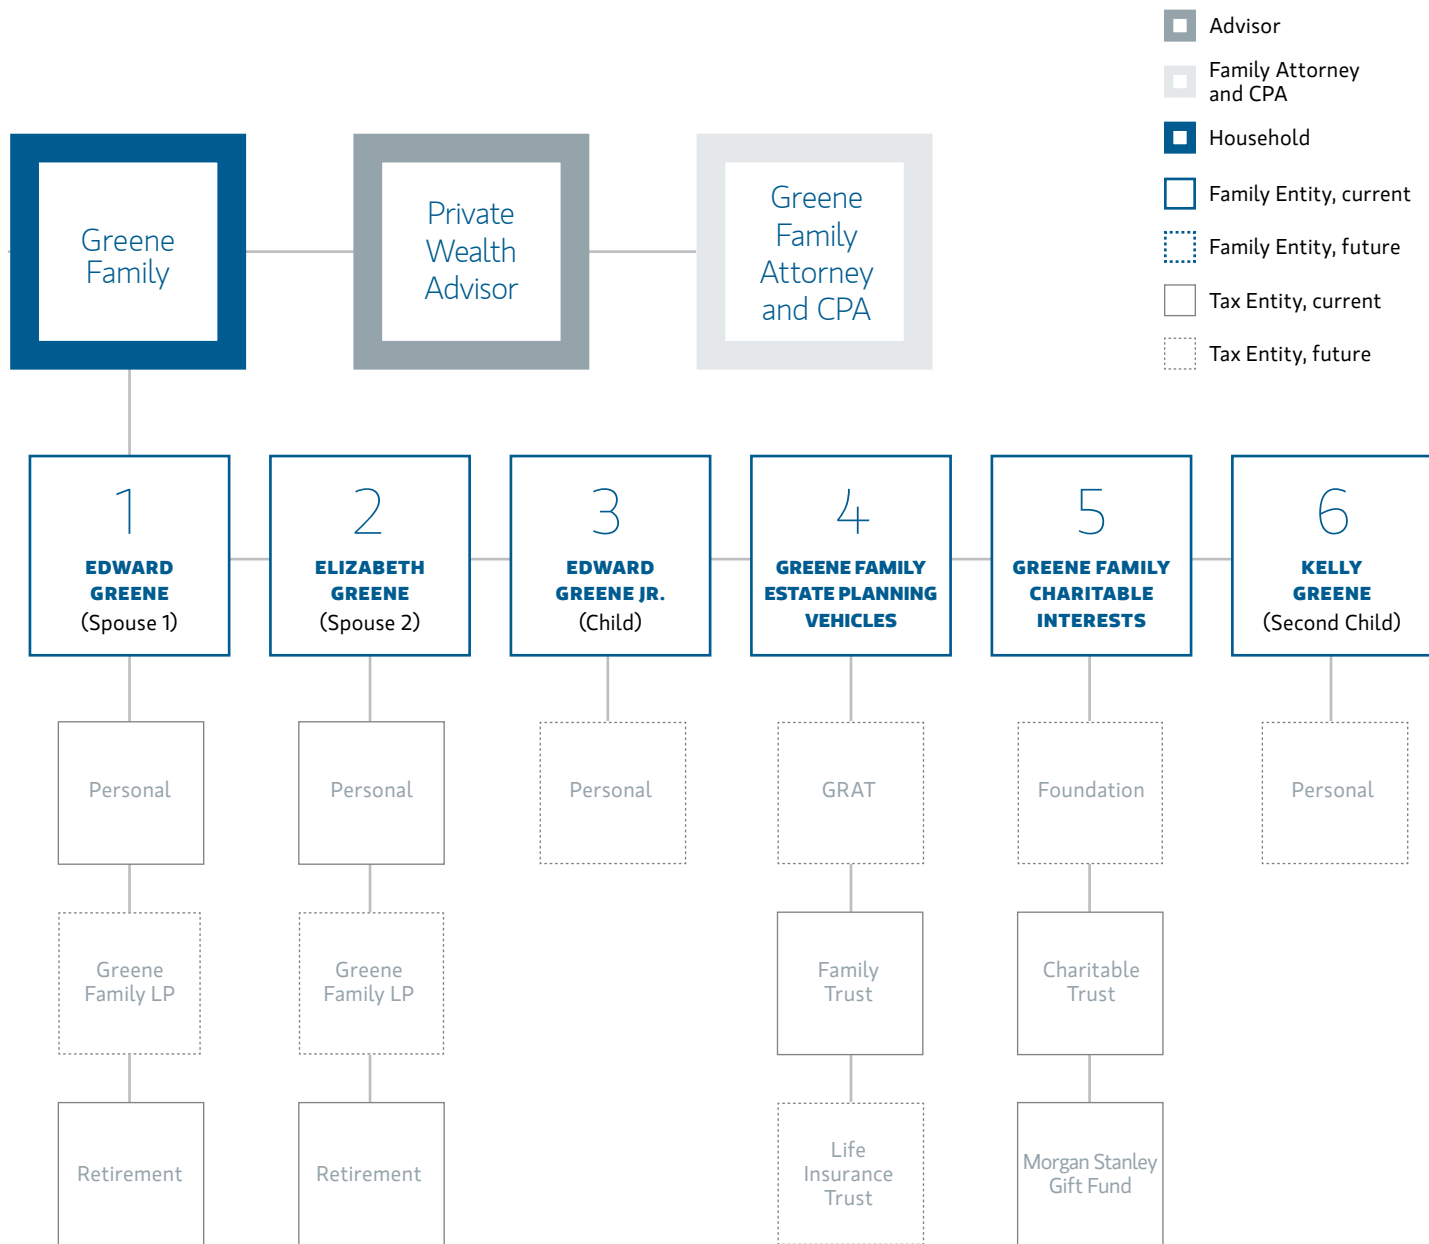 Advisor
Family Attorney
and CPA
Household
Family Entity, current
Family Entity, future
Tax Entity, current
Tax Entity, future
Greene
Family
Private
Wealth
Advisor
Greene
Family
Attorney
and CPA
1
EDWARD
GREENE
(Spouse 1)
2
ELIZABETH
GREENE
(Spouse 2)
3
EDWARD
GREENE JR.
(Child)
4
GREENE FAMILY
ESTATE PLANNING
VEHICLES
5
GREENE FAMILY
CHARITABLE
INTERESTS
6
KELLY
GREENE
(Second Child)
Personal
Personal
Personal
GRAT
Foundation
Personal
Greene
Family LP
Greene
Family LP
Family
Trust
Charitable
Trust
Retirement
Retirement
Life
Insurance
Trust
Morgan Stanley
Gift Fund